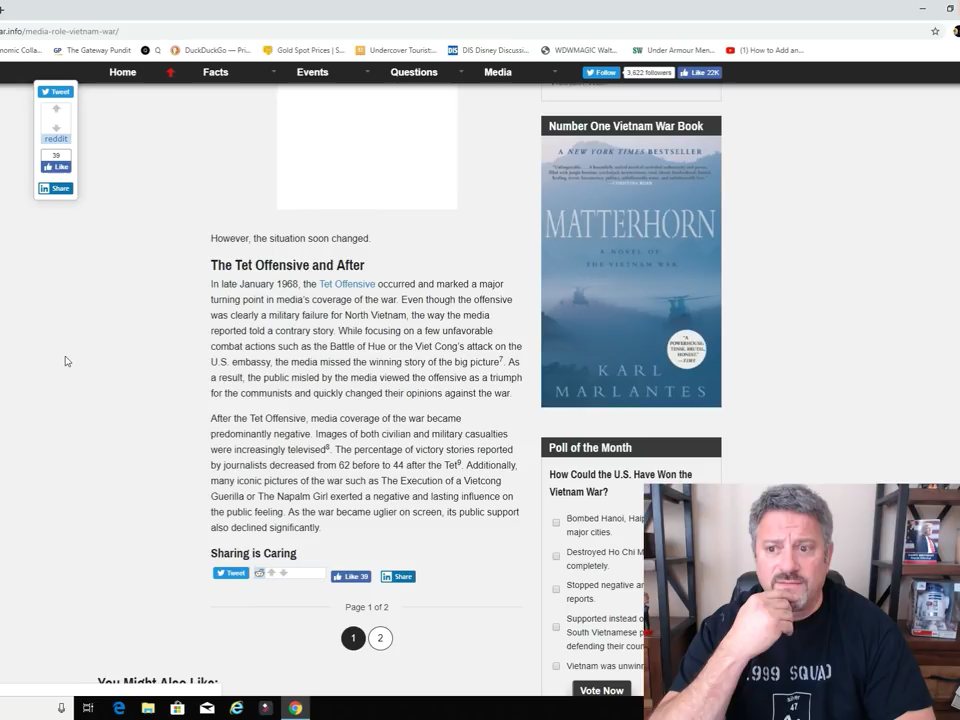 ar.info/media-role-vietnam-war/
nomic Colla...
GP The Gateway Pundit
Q
DuckDuckGo — Pri...
Gold Spot Prices | S...
Undercover Tourist:...
DIS DIS Disney Discussi...
WDWMAGIC Walt...
SW Under Armour Men...
(1) How to Add an...
Home
Facts
Events
Questions
Media
Follow
3,622 followers
Like 22K
Tweet
reddit
39
Like
Share
However, the situation soon changed.
The Tet Offensive and After
In late January 1968, the Tet Offensive occurred and marked a major
turning point in media's coverage of the war. Even though the offensive
was clearly a military failure for North Vietnam, the way the media
reported told a contrary story. While focusing on a few unfavorable
combat actions such as the Battle of Hue or the Viet Cong's attack on the
U.S. embassy, the media missed the winning story of the big picture7. As
a result, the public misled by the media viewed the offensive as a triumph
for the communists and quickly changed their opinions against the war.
After the Tet Offensive, media coverage of the war became
predominantly negative. Images of both civilian and military casualties
were increasingly televised8. The percentage of victory stories reported
by journalists decreased from 62 before to 44 after the Tet9. Additionally,
many iconic pictures of the war such as The Execution of a Vietcong
Guerilla or The Napalm Girl exerted a negative and lasting influence on
the public feeling. As the war became uglier on screen, its public support
also declined significantly.
Sharing is Caring
Tweet
Like 39
Share
Page 1 of 2
1
2
You Might Also Like:
Number One Vietnam War Book
A NEW YORK TIMES BESTSELLER
MATTERHORN
A NOVEL OF
THE VIETNAM WAR
"A POWERHOUSE:
TENSE, BRUTAL,
HONEST."
—TIME
KARL
MARLANTES
Poll of the Month
How Could the U.S. Have Won the
Vietnam War?
Bombed Hanoi, Haip
major cities.
Destroyed Ho Chi M
completely.
Stopped negative a
reports.
Supported instead o
South Vietnamese p
defending their coun
Vietnam was unwinn
Vote Now
.999 SQUAD
47